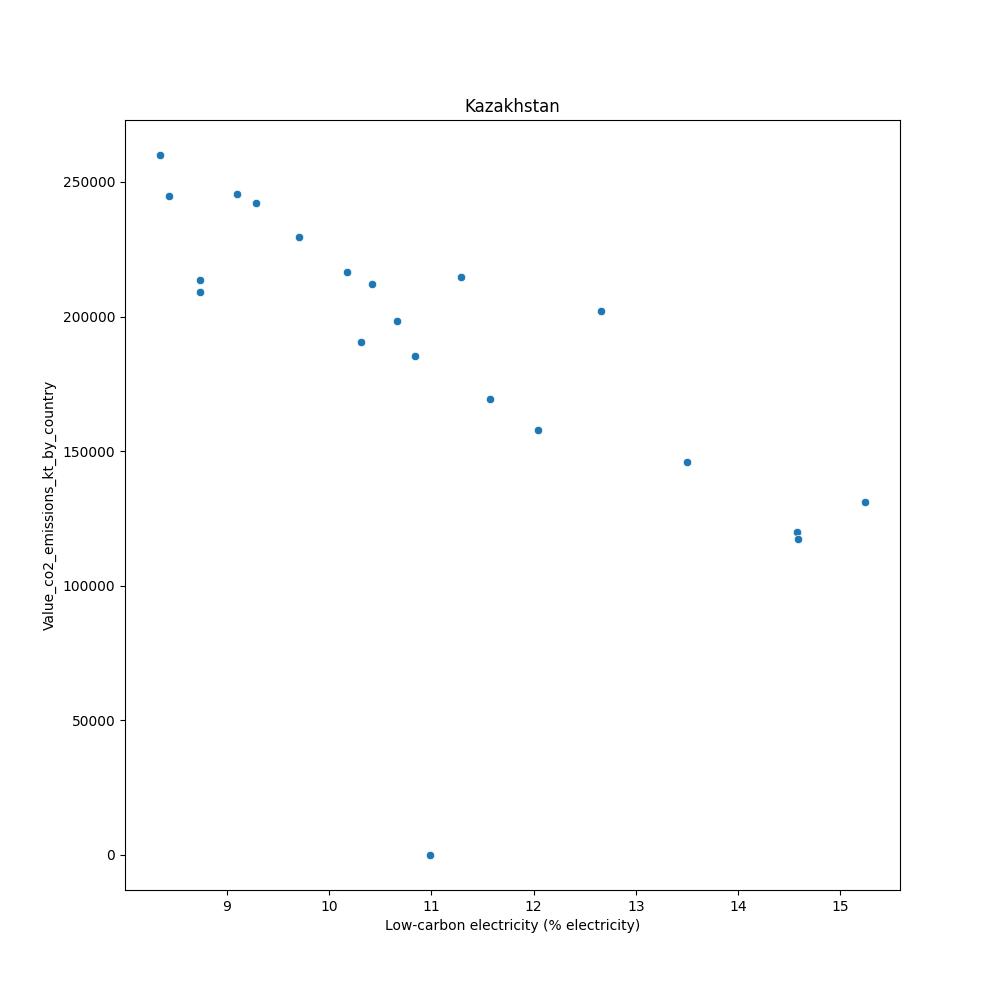 Kazakhstan
250000
200000
150000
100000
50000
0
Value_co2_emissions_kt_by_country
9 10 11 12 13 14 15
Low-carbon electricity (% electricity)